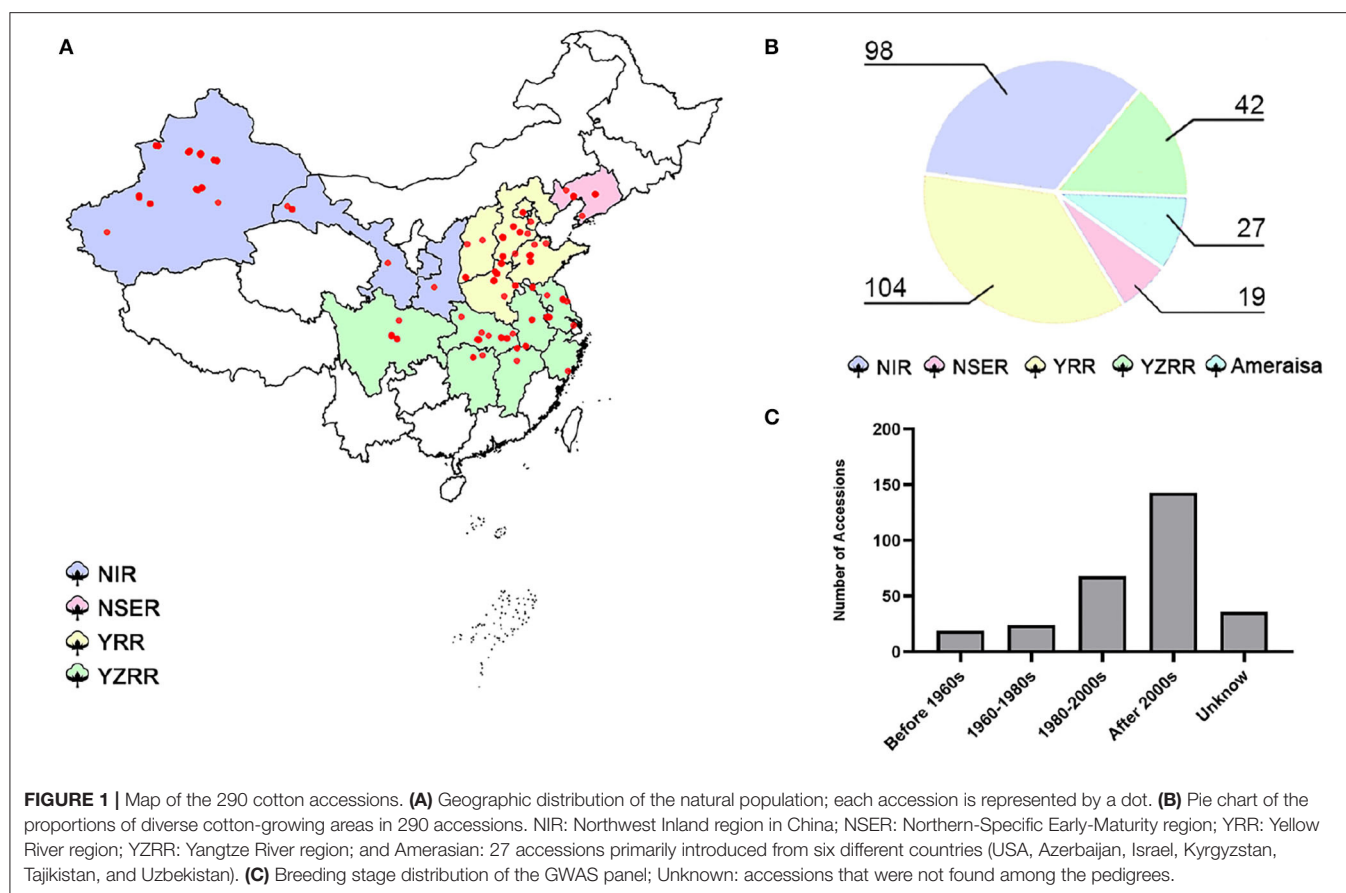 A
NIR
NSER
YRR
YZRR
B
98
42
27
19
104
NIR NSER YRR YZRR Ameraisa
C
Number of Accessions
200
150
100
50
0
Before 1960s
1960-1980s
1980-2000s
After 2000s
Unknow
FIGURE 1 | Map of the 290 cotton accessions. (A) Geographic distribution of the natural population; each accession is represented by a dot. (B) Pie chart of the
proportions of diverse cotton-growing areas in 290 accessions. NIR: Northwest Inland region in China; NSER: Northern-Specific Early-Maturity region; YRR: Yellow
River region; YZRR: Yangtze River region; and Amerasian: 27 accessions primarily introduced from six different countries (USA, Azerbaijan, Israel, Kyrgyzstan,
Tajikistan, and Uzbekistan). (C) Breeding stage distribution of the GWAS panel; Unknown: accessions that were not found among the pedigrees.